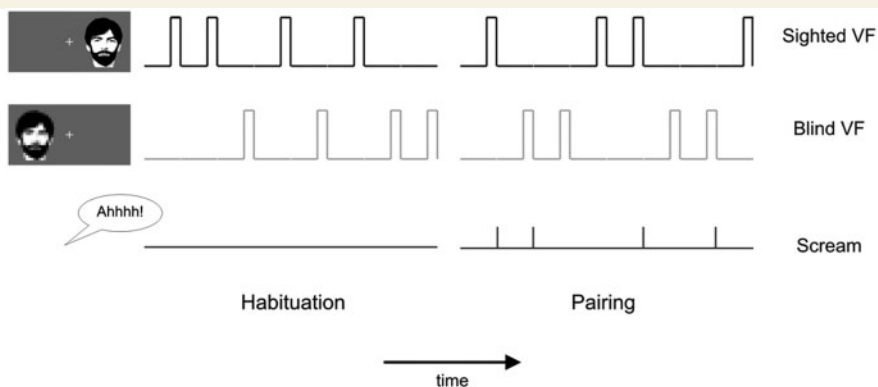 Sighted VF
Blind VF
Ahhhh!
Scream
Habituation
Pairing
time